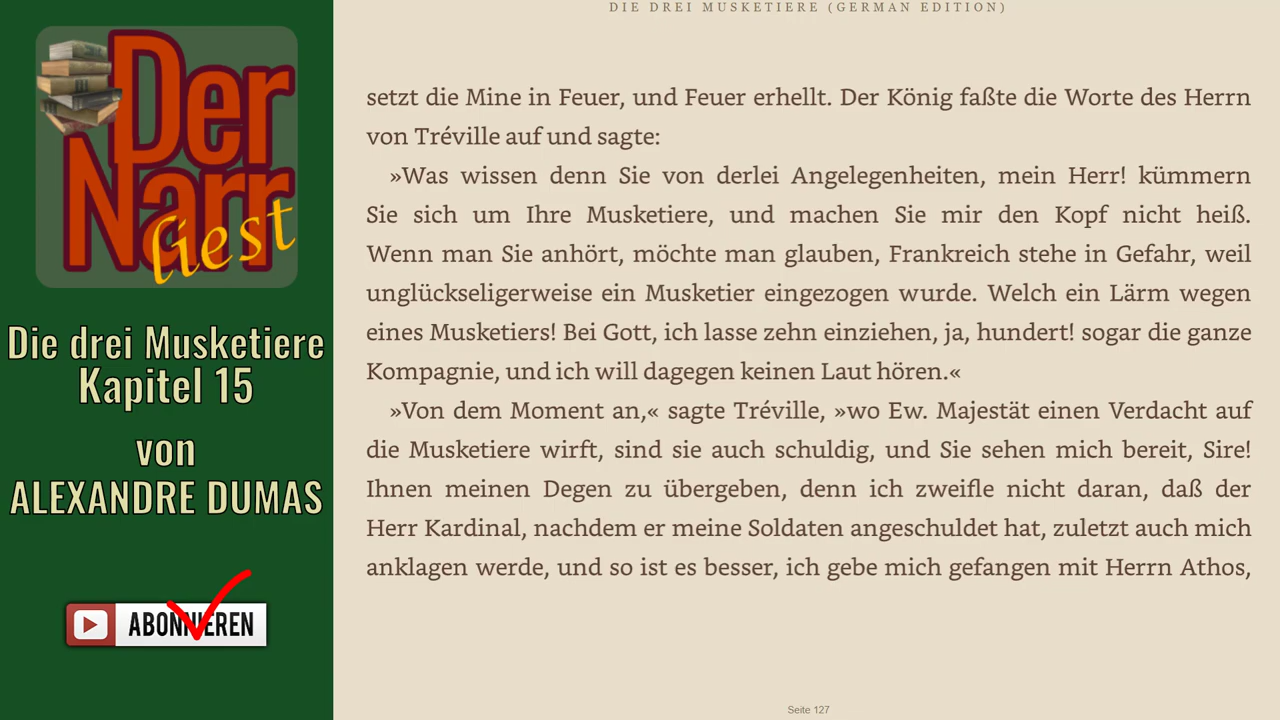 Der
Narr
liest
Die drei Musketiere
Kapitel 15
von
ALEXANDRE DUMAS
ABONNIEREN
DIE DREI MUSKETIERE (GERMAN EDITION)
setzt die Mine in Feuer, und Feuer erhellt. Der König faßte die Worte des Herrn
von Tréville auf und sagte:
»Was wissen denn Sie von derlei Angelegenheiten, mein Herr! kümmern
Sie sich um Ihre Musketiere, und machen Sie mir den Kopf nicht heiß.
Wenn man Sie anhört, möchte man glauben, Frankreich stehe in Gefahr, weil
unglückseligerweise ein Musketier eingezogen wurde. Welch ein Lärm wegen
eines Musketiers! Bei Gott, ich lasse zehn einziehen, ja, hundert! sogar die ganze
Kompagnie, und ich will dagegen keinen Laut hören.«
»Von dem Moment an,« sagte Tréville, »wo Ew. Majestät einen Verdacht auf
die Musketiere wirft, sind sie auch schuldig, und Sie sehen mich bereit, Sire!
Ihnen meinen Degen zu übergeben, denn ich zweifle nicht daran, daß der
Herr Kardinal, nachdem er meine Soldaten angeschuldet hat, zuletzt auch mich
anklagen werde, und so ist es besser, ich gebe mich gefangen mit Herrn Athos,
Seite 127